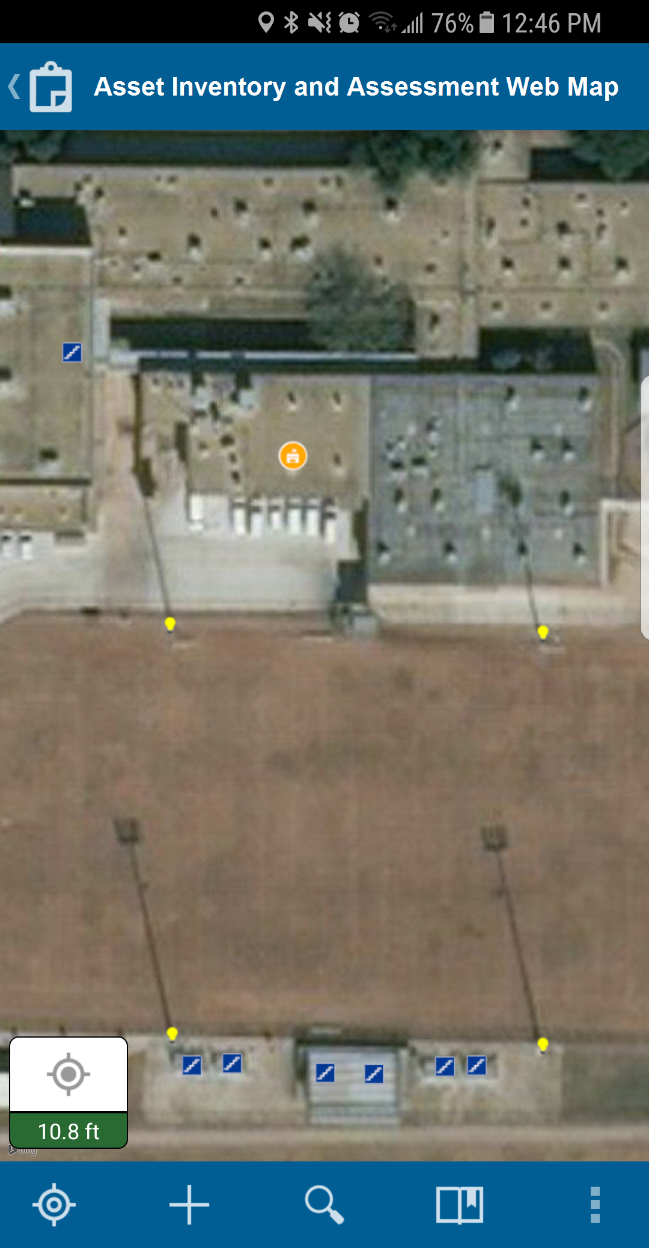 76% 12:46 PM
Asset Inventory and Assessment Web Map
10.8 ft